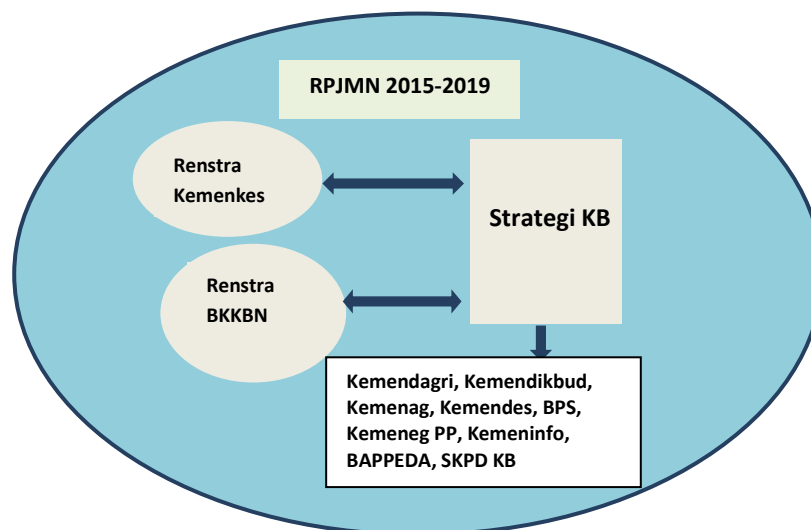 RPJMN 2015-2019
Renstra
Kemenkes
Strategi KB
Renstra
BKKBN
Kemendagri, Kemendikbud,
Kemenag, Kemendes, BPS,
Kemeneg PP, Kemeninfo,
BAPPEDA, SKPD KB